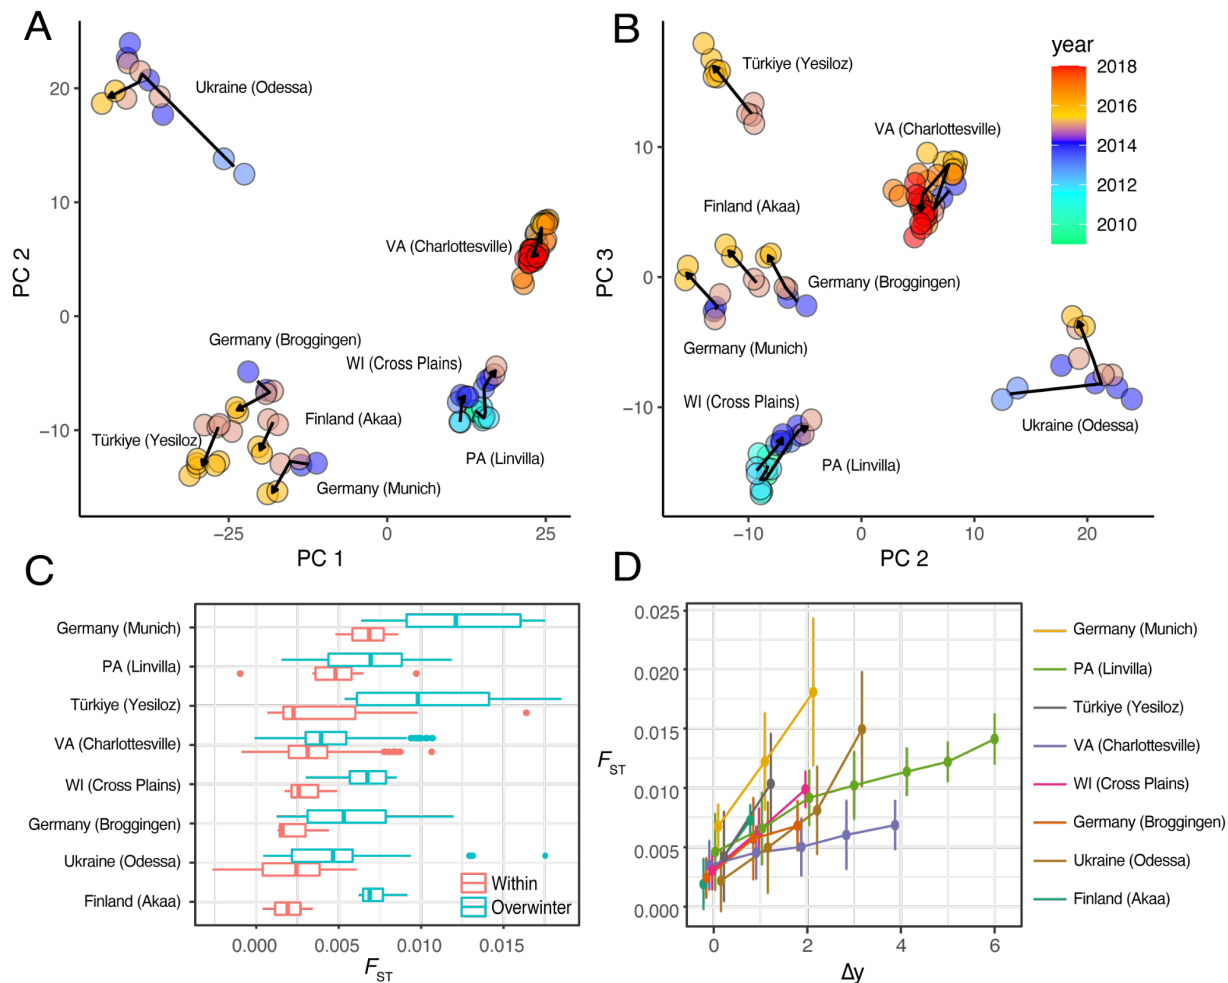 A
B
Ukraine (Odessa)
VA (Charlottesville)
Germany (Broggingen)
WI (Cross Plains)
Finland (Akaa)
Türkiye (Yesiloz)
PA (Linvilla)
Germany (Munich)
20
10
0
−10
−25
0
25
PC 2
PC 1
Türkiye (Yesiloz)
VA (Charlottesville)
Finland (Akaa)
Germany (Broggingen)
Germany (Munich)
WI (Cross Plains)
Ukraine (Odessa)
PA (Linvilla)
year
2018
2016
2014
2012
2010
10
0
−10
−10
0
10
20
PC 3
PC 2
C
D
Germany (Munich)
PA (Linvilla)
Türkiye (Yesiloz)
VA (Charlottesville)
WI (Cross Plains)
Germany (Broggingen)
Ukraine (Odessa)
Finland (Akaa)
Within
Overwinter
0.000
0.005
0.010
0.015
FST
0.025
0.020
0.015
0.010
0.005
0.000
FST
0
2
4
6
Δy
Germany (Munich)
PA (Linvilla)
Türkiye (Yesiloz)
VA (Charlottesville)
WI (Cross Plains)
Germany (Broggingen)
Ukraine (Odessa)
Finland (Akaa)